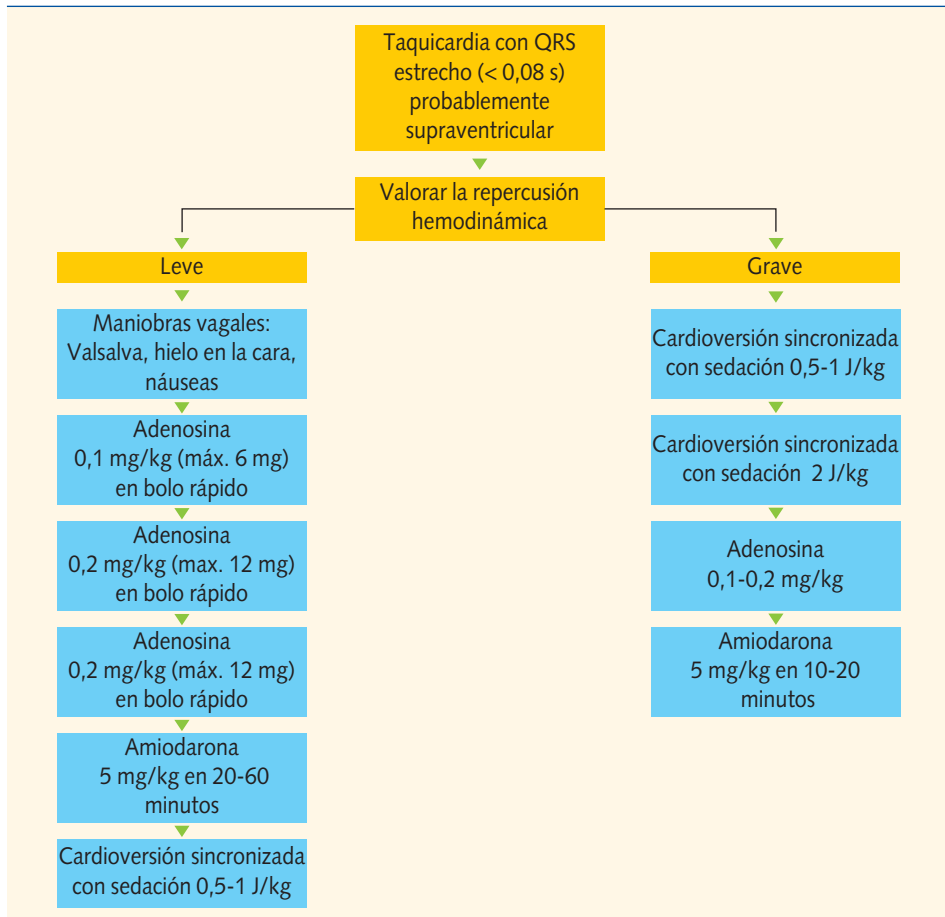 Taquicardia con QRS
estrecho (< 0,08 s)
probablemente
supraventricular
Valorar la repercusión
hemodinámica
Leve
Maniobras vagales:
Valsalva, hielo en la cara,
náuseas
Adenosina
0,1 mg/kg (máx. 6 mg)
en bolo rápido
Adenosina
0,2 mg/kg (max. 12 mg)
en bolo rápido
Adenosina
0,2 mg/kg (máx. 12 mg)
en bolo rápido
Amiodarona
5 mg/kg en 20-60
minutos
Cardioversión sincronizada
con sedación 0,5-1 J/kg
Grave
Cardioversión sincronizada
con sedación 0,5-1 J/kg
Cardioversión sincronizada
con sedación 2 J/kg
Adenosina
0,1-0,2 mg/kg
Amiodarona
5 mg/kg en 10-20
minutos